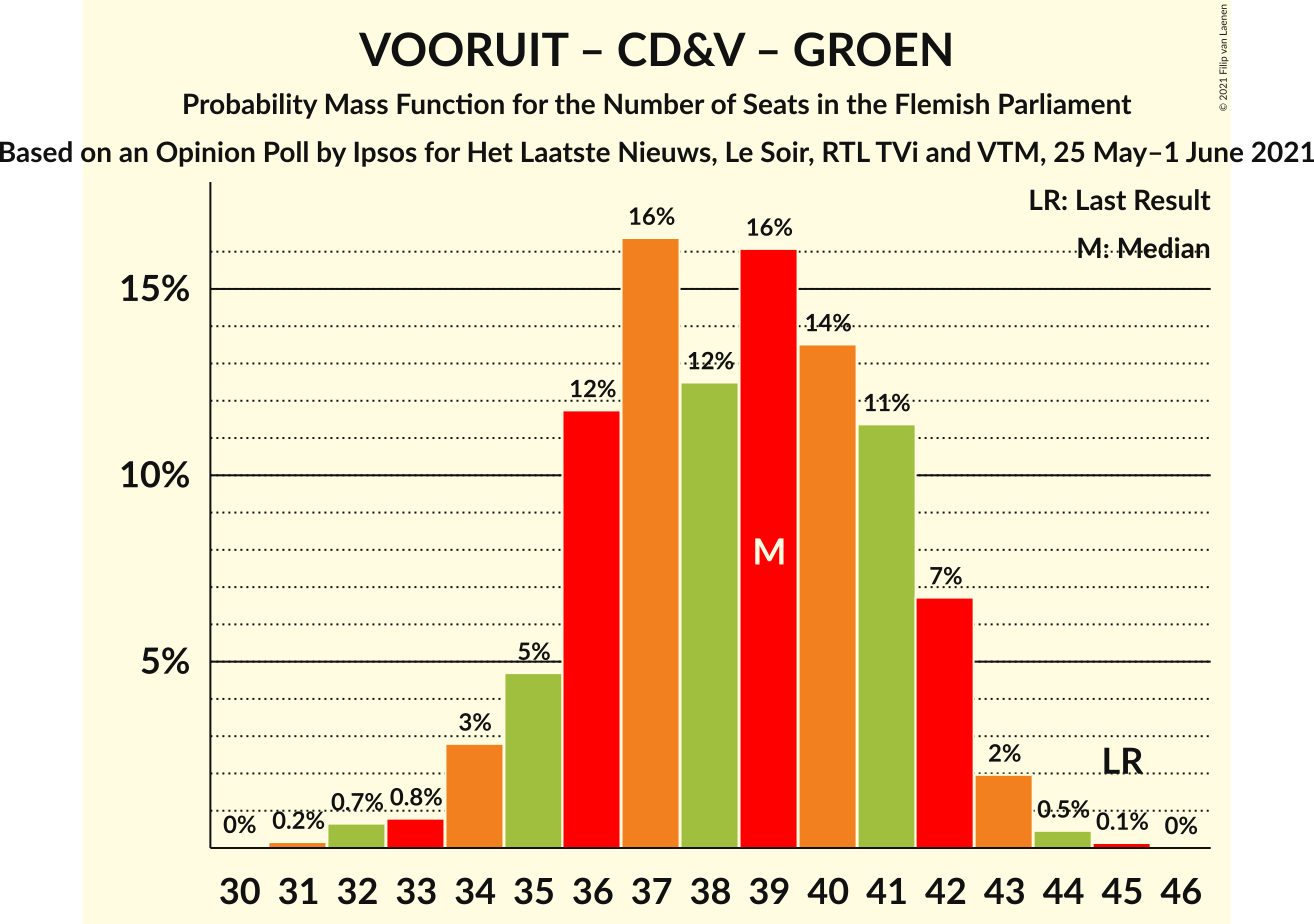 VOORUIT – CD&V – GROEN
Probability Mass Function for the Number of Seats in the Flemish Parliament
Based on an Opinion Poll by Ipsos for Het Laatste Nieuws, Le Soir, RTL TVi and VTM, 25 May–1 June 2021
© 2021 Filip van Laenen
LR: Last Result
M: Median
15%
10%
5%
0% 0.2% 0.7% 0.8% 3% 5% 12% 16% 12% 16% 14% 11% 7% 2% 0.5% 0.1% 0%
M
LR
30 31 32 33 34 35 36 37 38 39 40 41 42 43 44 45 46